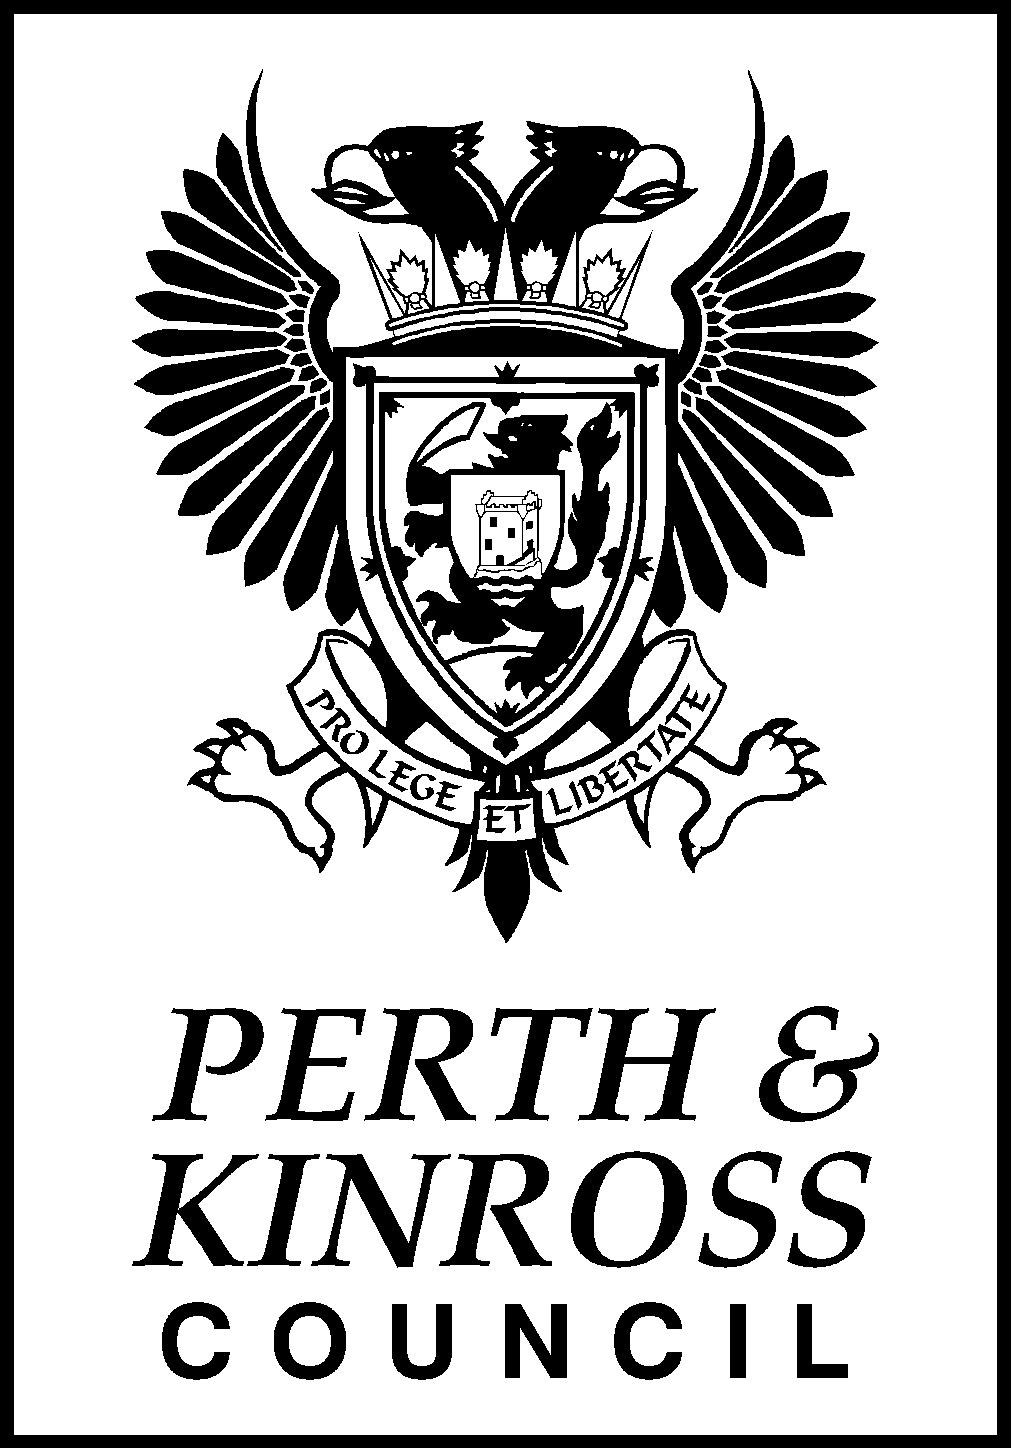 PRO LEGE ET LIBERTATE
PERTH &
KINROSS
COUNCIL